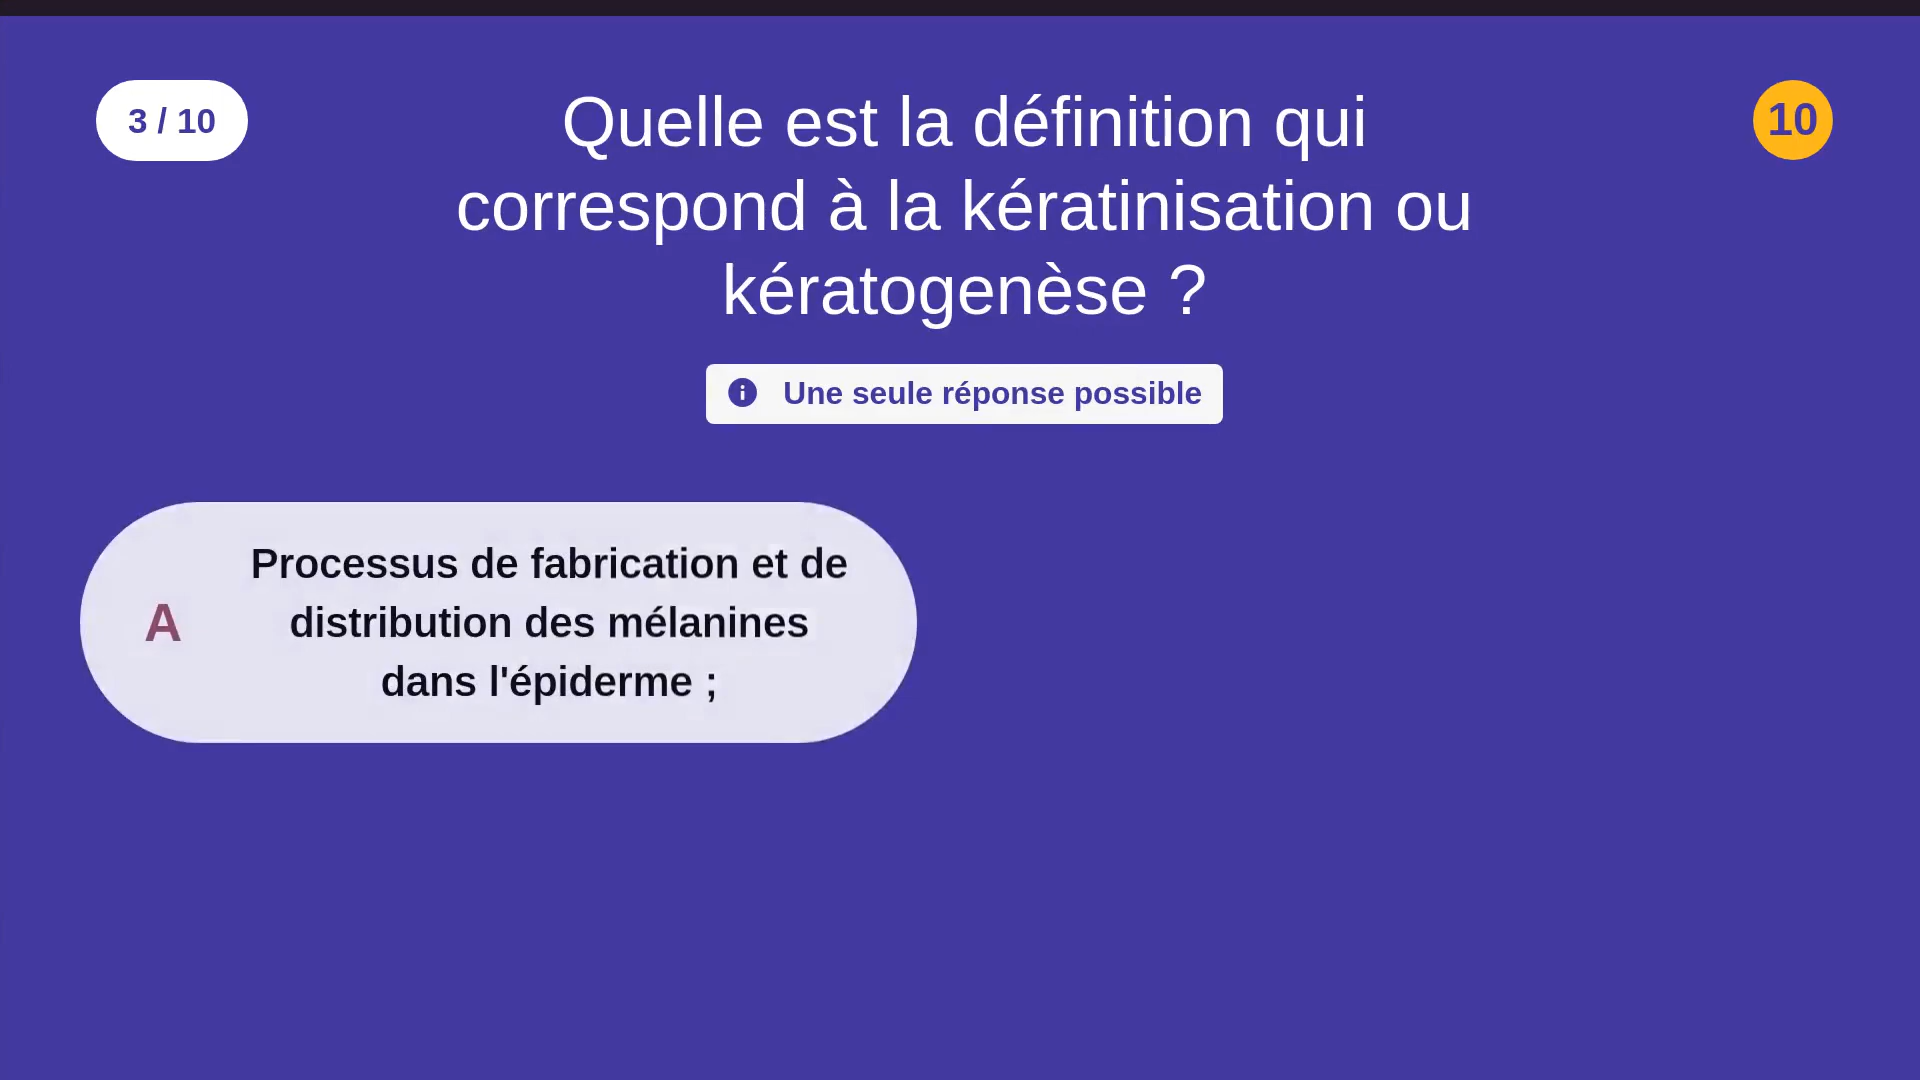 3 / 10
Quelle est la définition qui
correspond à la kératinisation ou
kératogenèse ?
10
Une seule réponse possible
A
Processus de fabrication et de
distribution des mélanines
dans l'épiderme ;